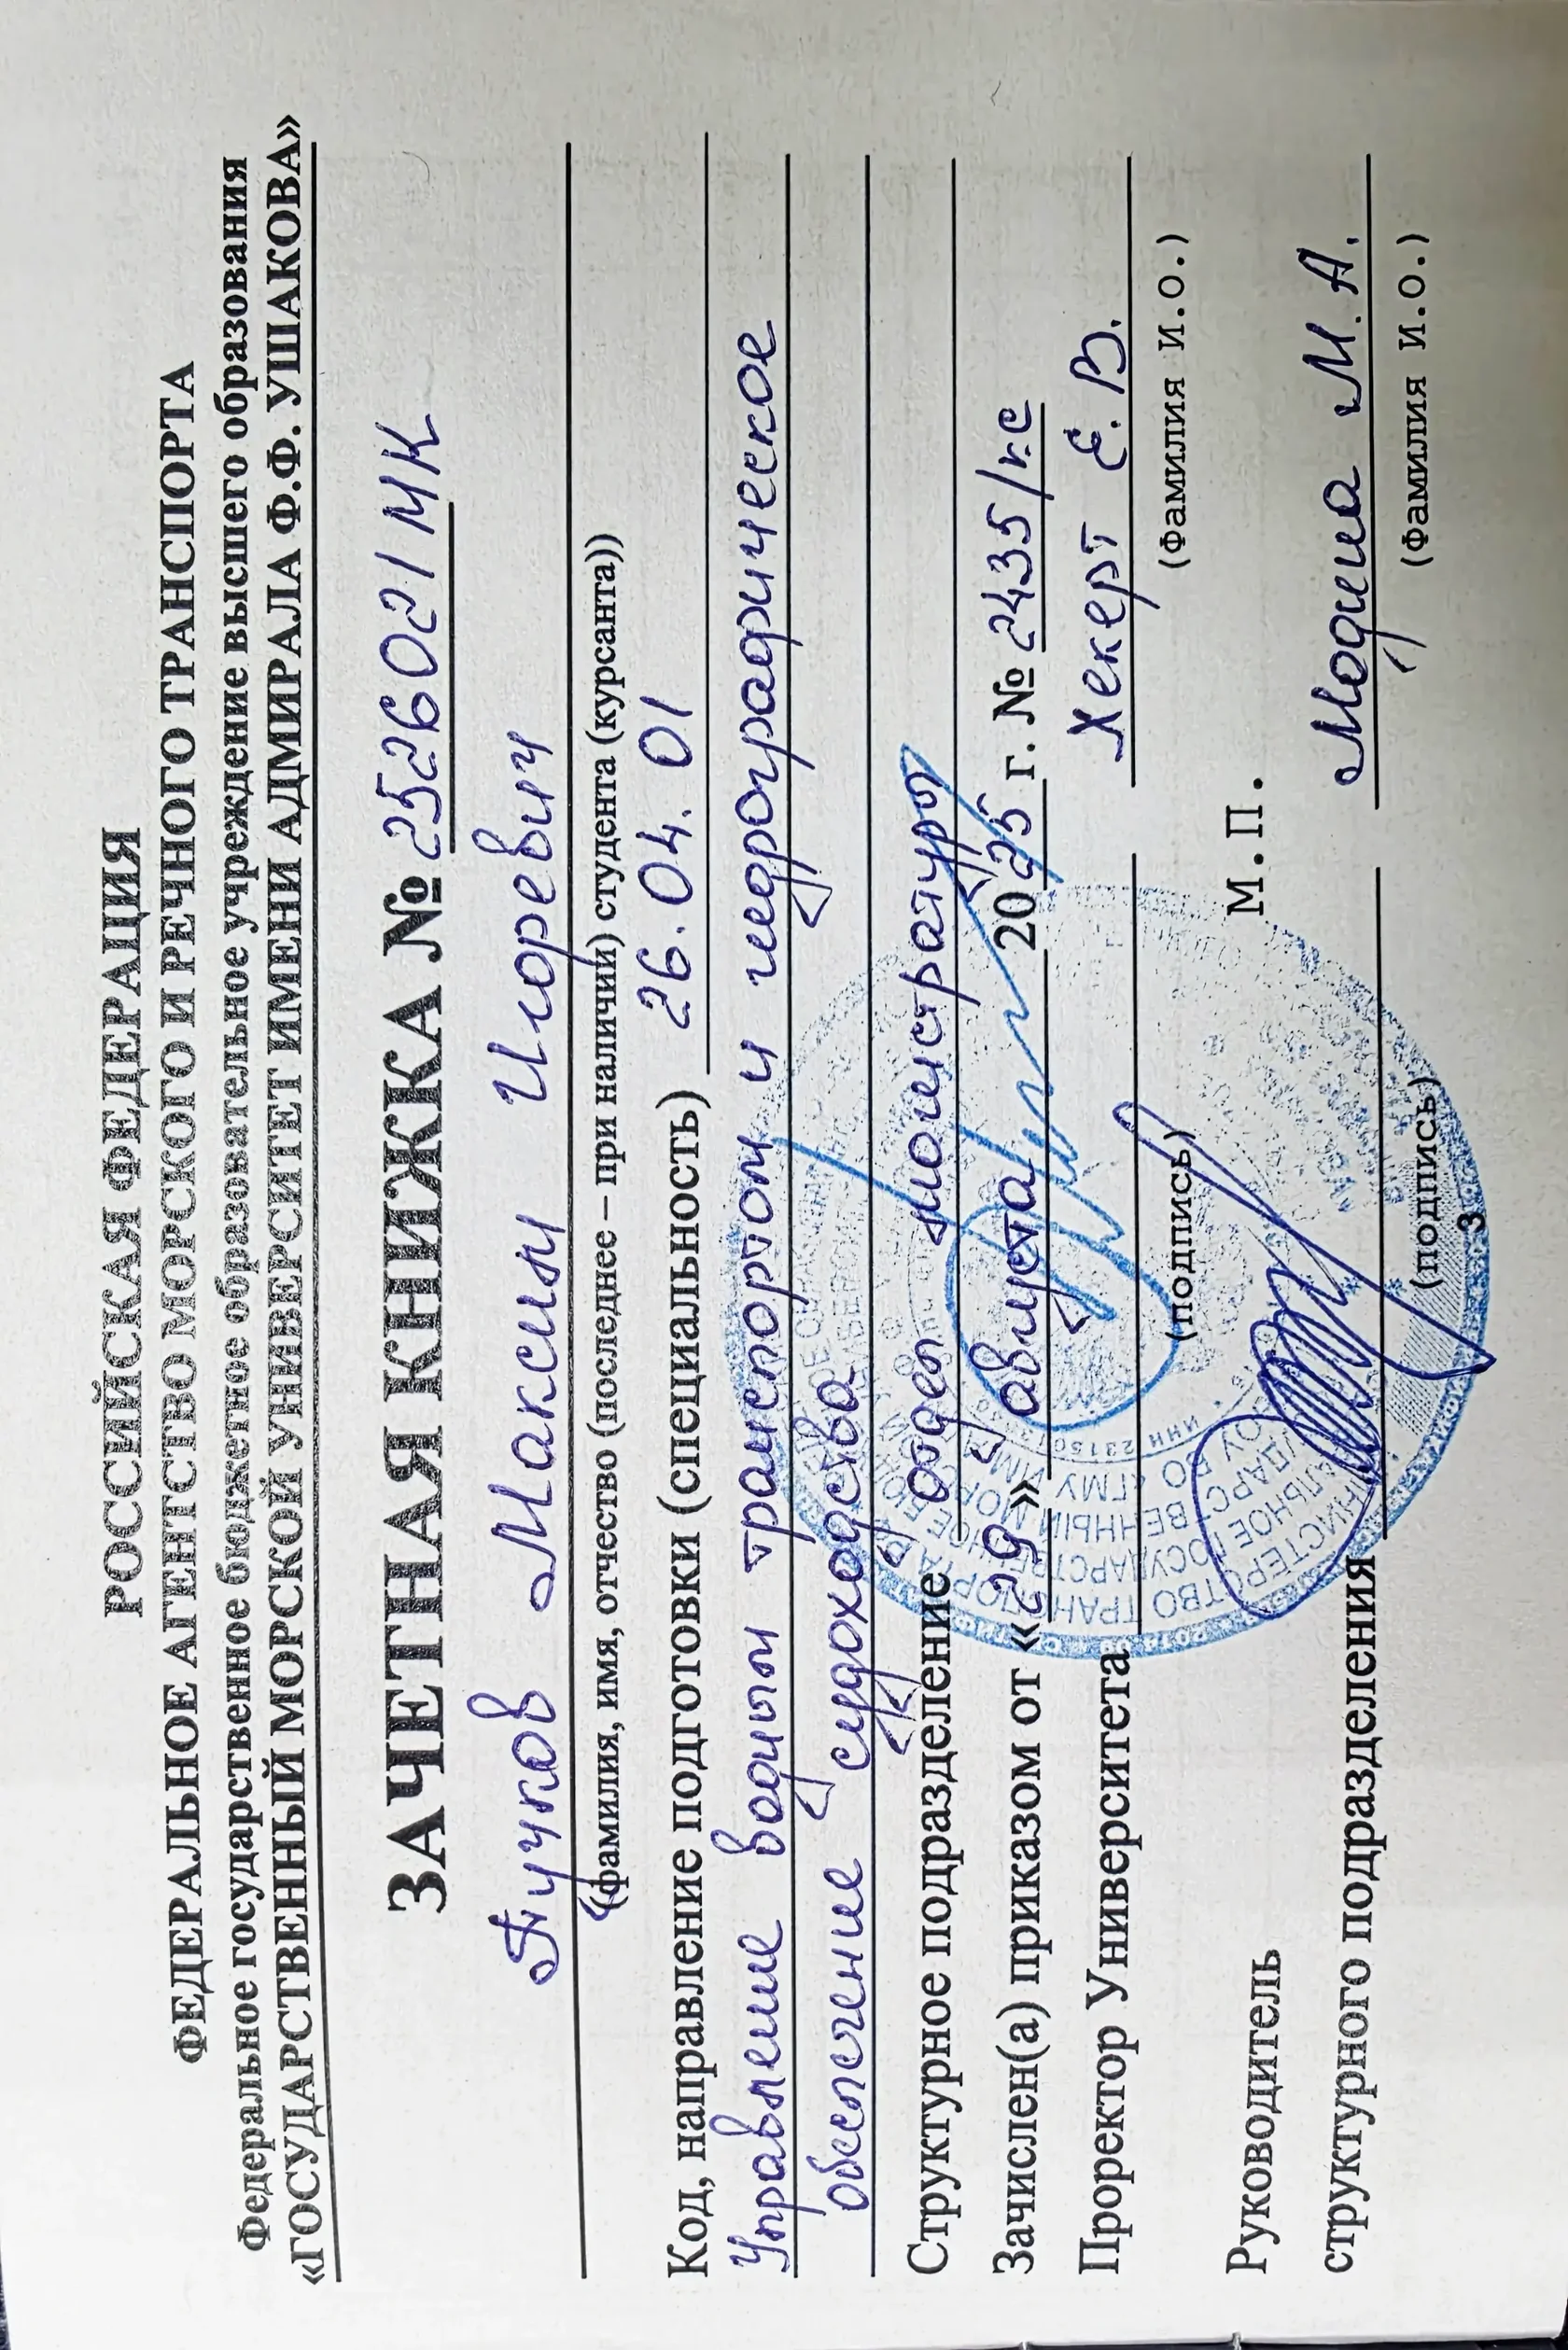 РОССИЙСКАЯ ФЕДЕРАЦИЯ
ФЕДЕРАЛЬНОЕ АГЕНТСТВО МОРСКОГО И РЕЧНОГО ТРАНСПОРТА
Федеральное государственное бюджетное образовательное учреждение высшего образования
«ГОСУДАРСТВЕННЫЙ МОРСКОЙ УНИВЕРСИТЕТ ИМЕНИ АДМИРАЛА Ф.Ф. УШАКОВА»
ЗАЧЕТНАЯ КНИЖКА № 2526021МК
Пучков Максим Игоревич
(фамилия, имя, отчество (последнее – при наличии) студента (курсанта))
Код, направление подготовки (специальность) 26.04.01
Управление водным транспортом и гидрографическое
обеспечение судоходства
Структурное подразделение отдел магистратуры
Зачислен(а) приказом от «29» августа 2025 г. № 2435/кс
Проректор Университета Хекерт Е.В.
(подпись) (Фамилия И.О.)
М.П.
Руководитель
структурного подразделения Модина М.А.
(подпись) (Фамилия И.О.)
3